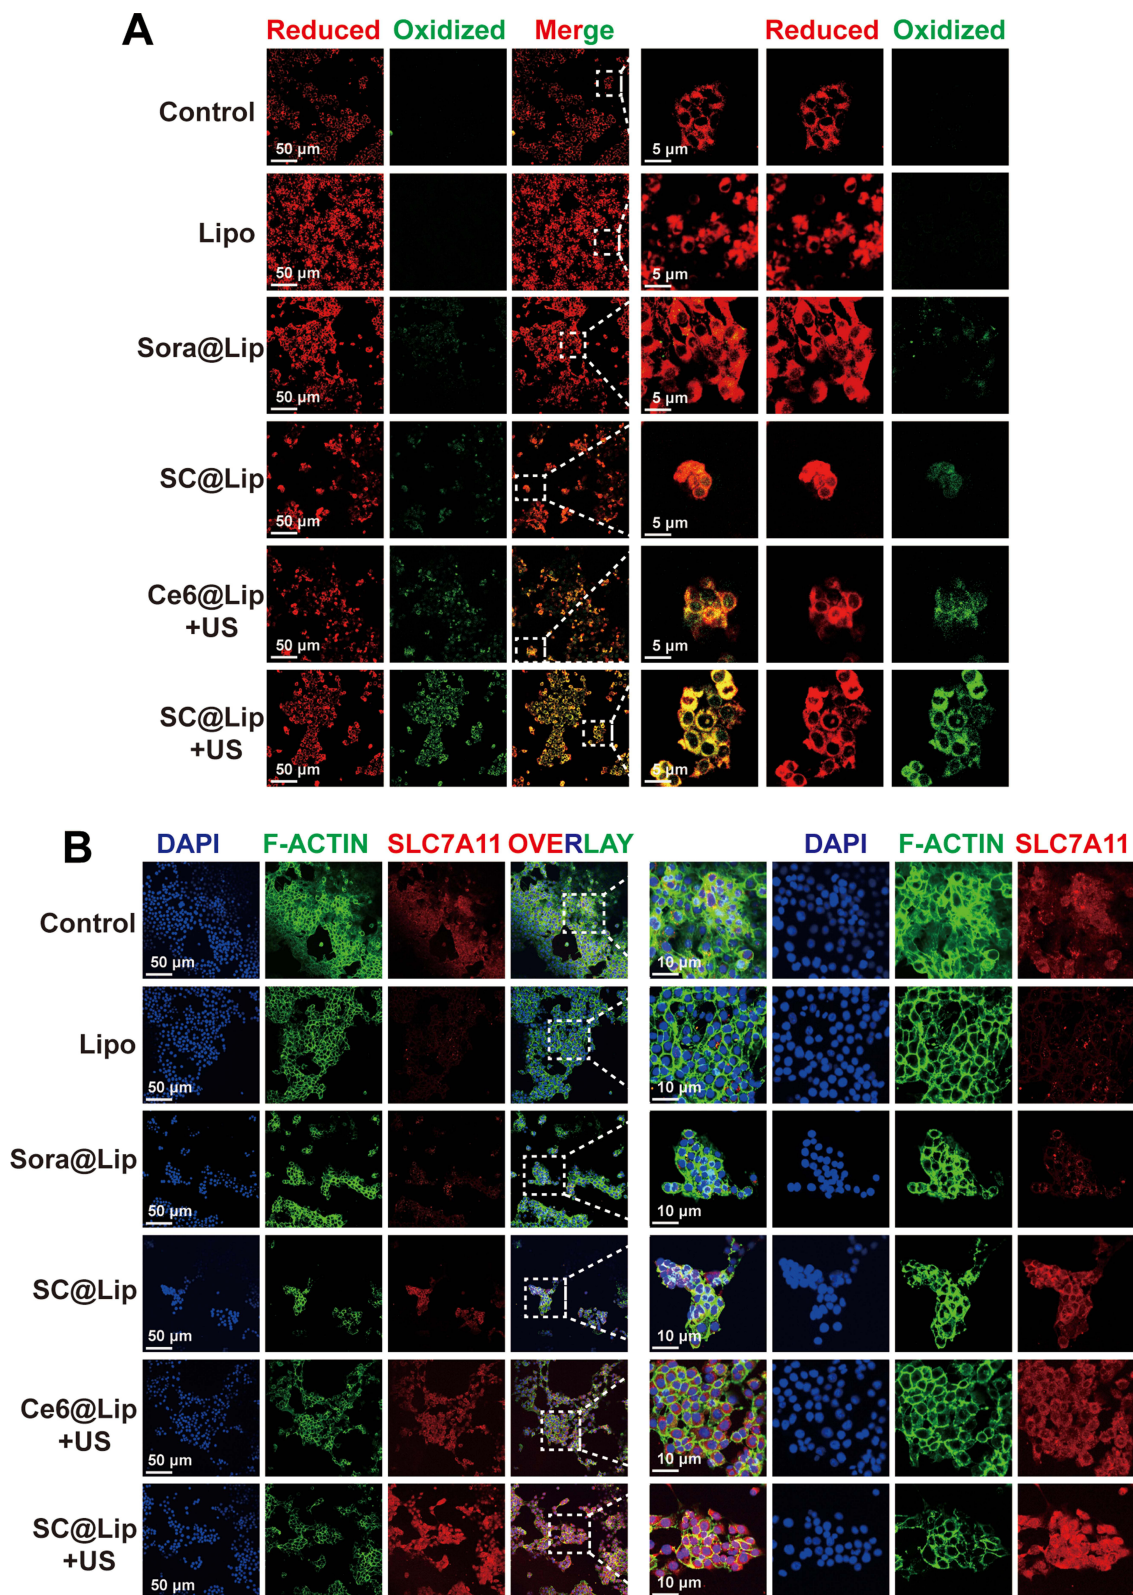 A
Reduced Oxidized Merge Reduced Oxidized
Control
50 µm 5 µm
Lipo
50 µm 5 µm
Sora@Lip
50 µm 5 µm
SC@Lip
50 µm 5 µm
Ce6@Lip
+US
50 µm 5 µm
SC@Lip
+US
50 µm 5 µm
B
DAPI F-ACTIN SLC7A11 OVERLAY DAPI F-ACTIN SLC7A11
Control
50 µm 10 µm
Lipo
50 µm 10 µm
Sora@Lip
50 µm 10 µm
SC@Lip
50 µm 10 µm
Ce6@Lip
+US
50 µm 10 µm
SC@Lip
+US
50 µm 10 µm